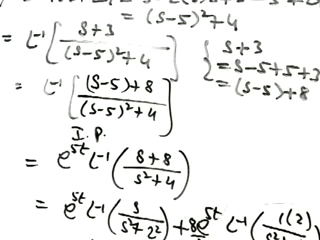 = (s-5)²+4
= L⁻¹[ (s+3) / ((s-5)²+4) ] { s+3
= s-5+5+3
= (s-5)+8
= L⁻¹[ ((s-5)+8) / ((s-5)²+4) ]
I.P.
= e^{5t} L⁻¹( (s+8) / (s²+4) )
= e^{5t} L⁻¹( s / (s²+2²) ) + 8e^{5t} L⁻¹( 1(2)